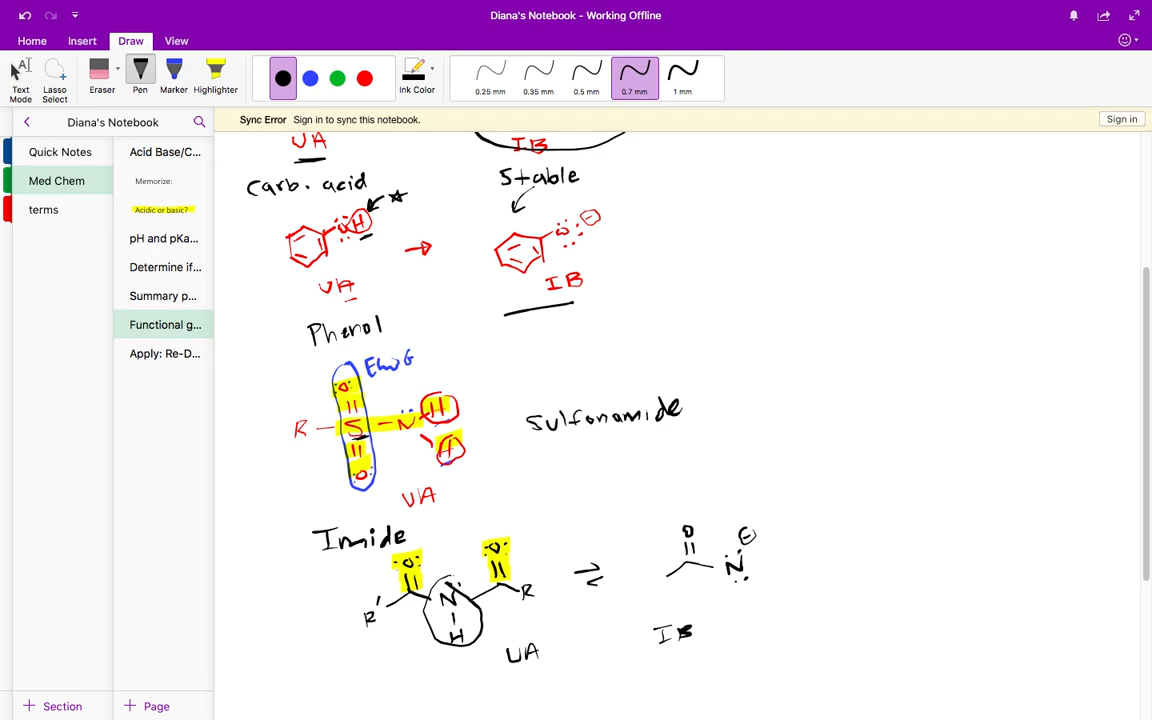 Diana's Notebook - Working Offline
Home Insert Draw View
Text Mode
Lasso Select
Eraser
Pen
Marker
Highlighter
Ink Color
0.25 mm
0.35 mm
0.5 mm
0.7 mm
1 mm
Sync Error Sign in to sync this notebook.
Sign in
Diana's Notebook
Quick Notes
Med Chem
terms
Acid Base/C...
Memorize:
Acidic or basic?
pH and pKa...
Determine if...
Summary p...
Functional g...
Apply: Re-D...
+ Section
+ Page
UA
IB
Carb. acid
Stable
O H
O
UA
IB
Phenol
EWG
O
R - S - N H
H
O
Sulfonamide
UA
Imide
O O
R' N R
H
UA
O
N
IB